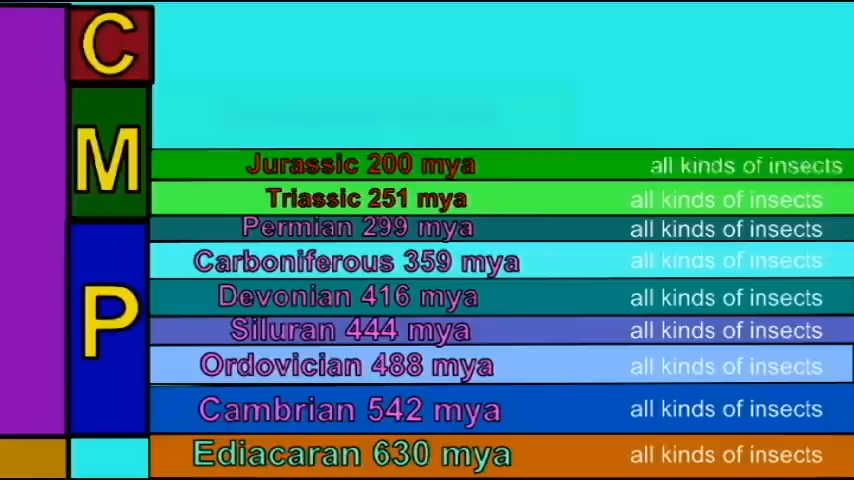 C
M
P
Jurassic 200 mya all kinds of insects
Triassic 251 mya all kinds of insects
Permian 299 mya all kinds of insects
Carboniferous 359 mya all kinds of insects
Devonian 416 mya all kinds of insects
Siluran 444 mya all kinds of insects
Ordovician 488 mya all kinds of insects
Cambrian 542 mya all kinds of insects
Ediacaran 630 mya all kinds of insects